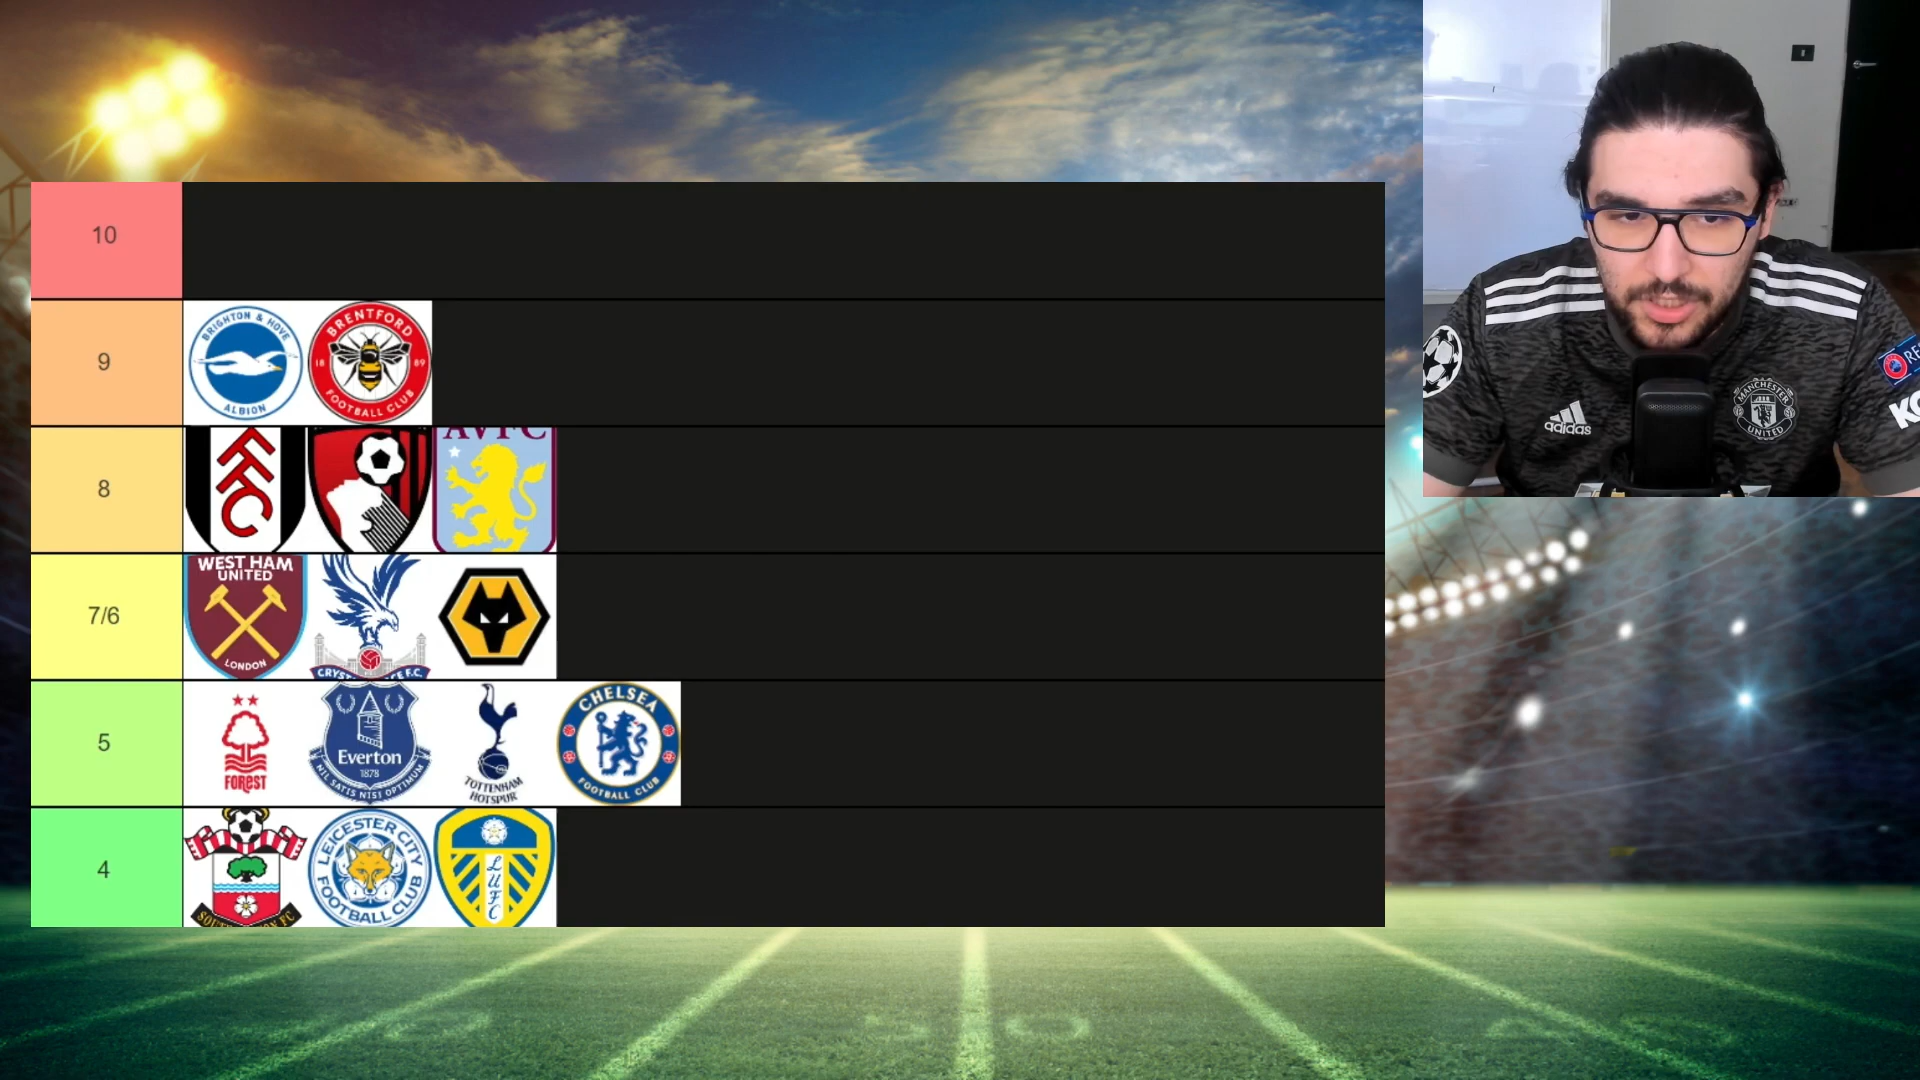 10
9
BRIGHTON & HOVE
ALBION
BRENTFORD
18 89
FOOTBALL CLUB
8
FFC
AVFC
7/6
WEST HAM
UNITED
LONDON
5
FOREST
Everton
1878
NIL SATIS NISI OPTIMUM
TOTTENHAM
HOTSPUR
CHELSEA
FOOTBALL CLUB
4
LEICESTER CITY
FOOTBALL CLUB
LUFC
adidas
MANCHESTER
UNITED